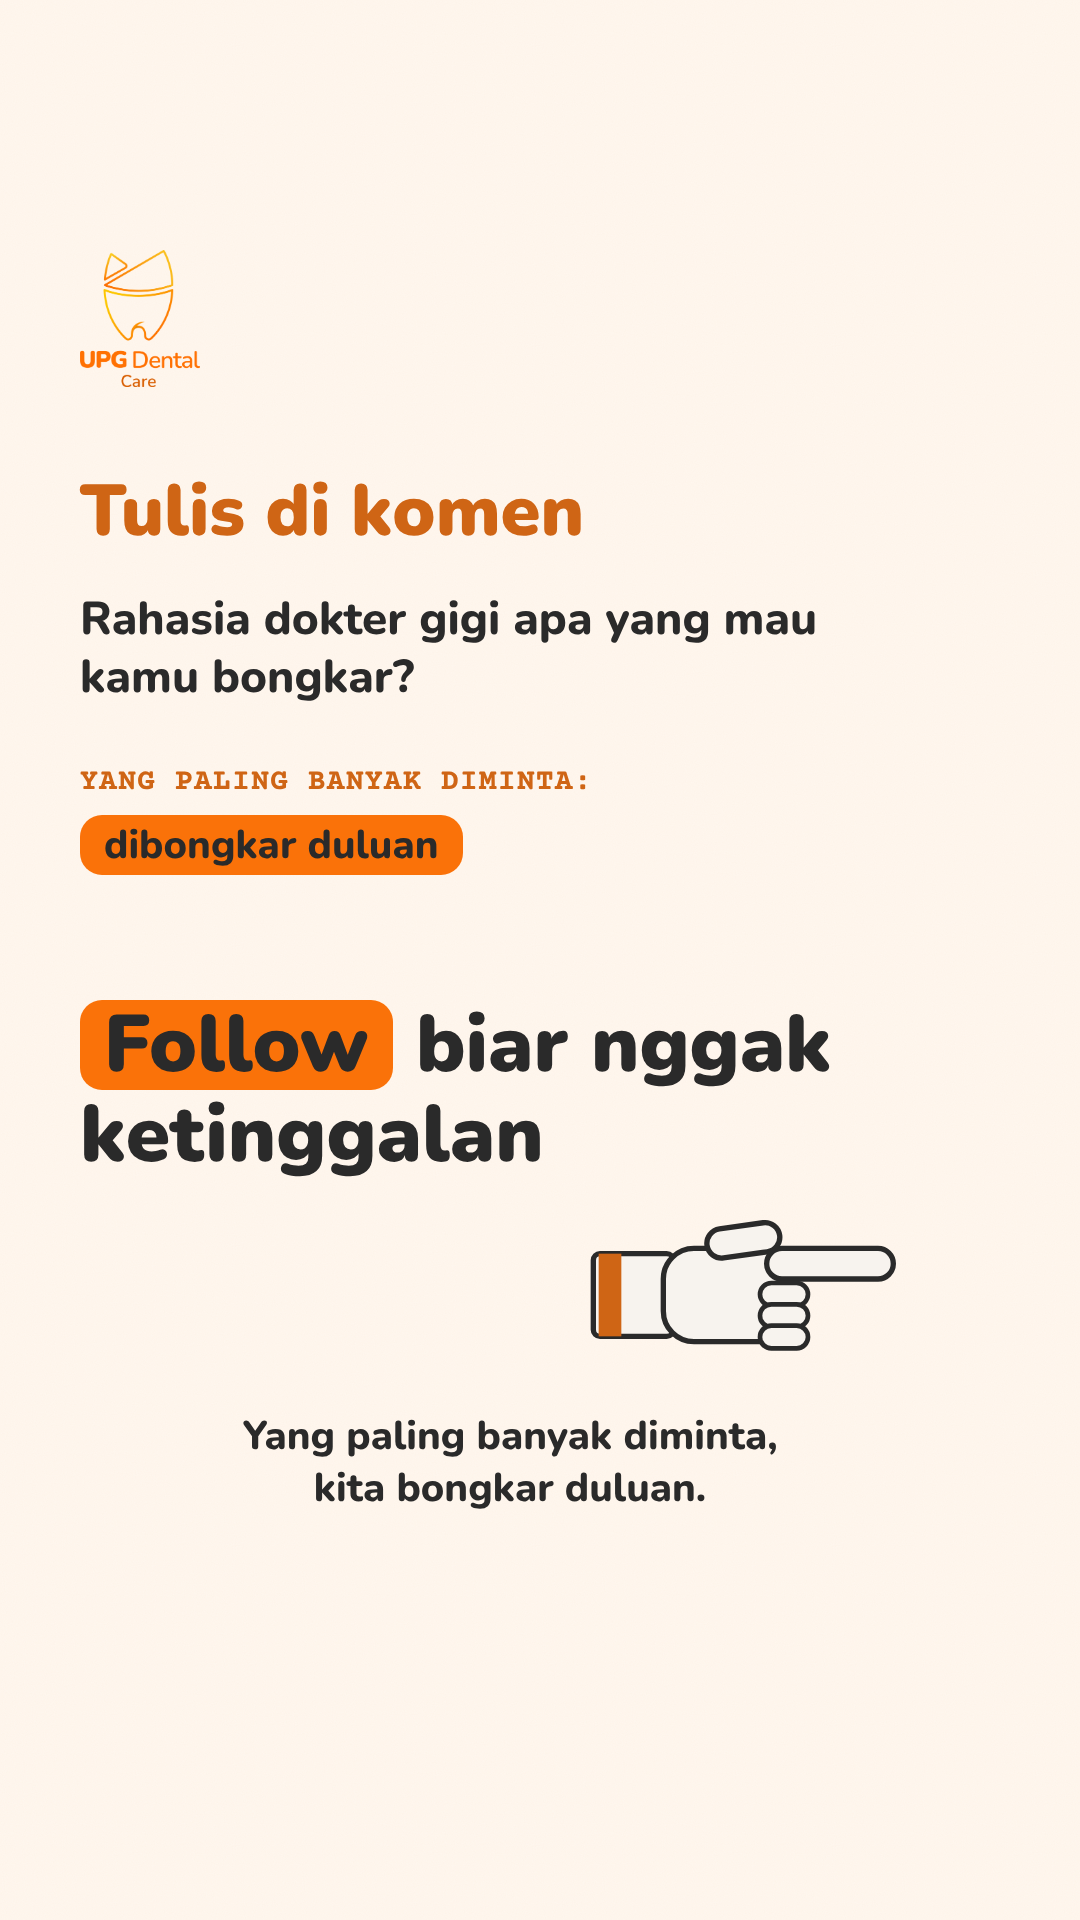 UPG Dental
Care
Tulis di komen
Rahasia dokter gigi apa yang mau
kamu bongkar?
YANG PALING BANYAK DIMINTA:
dibongkar duluan
Follow biar nggak
ketinggalan
Yang paling banyak diminta,
kita bongkar duluan.